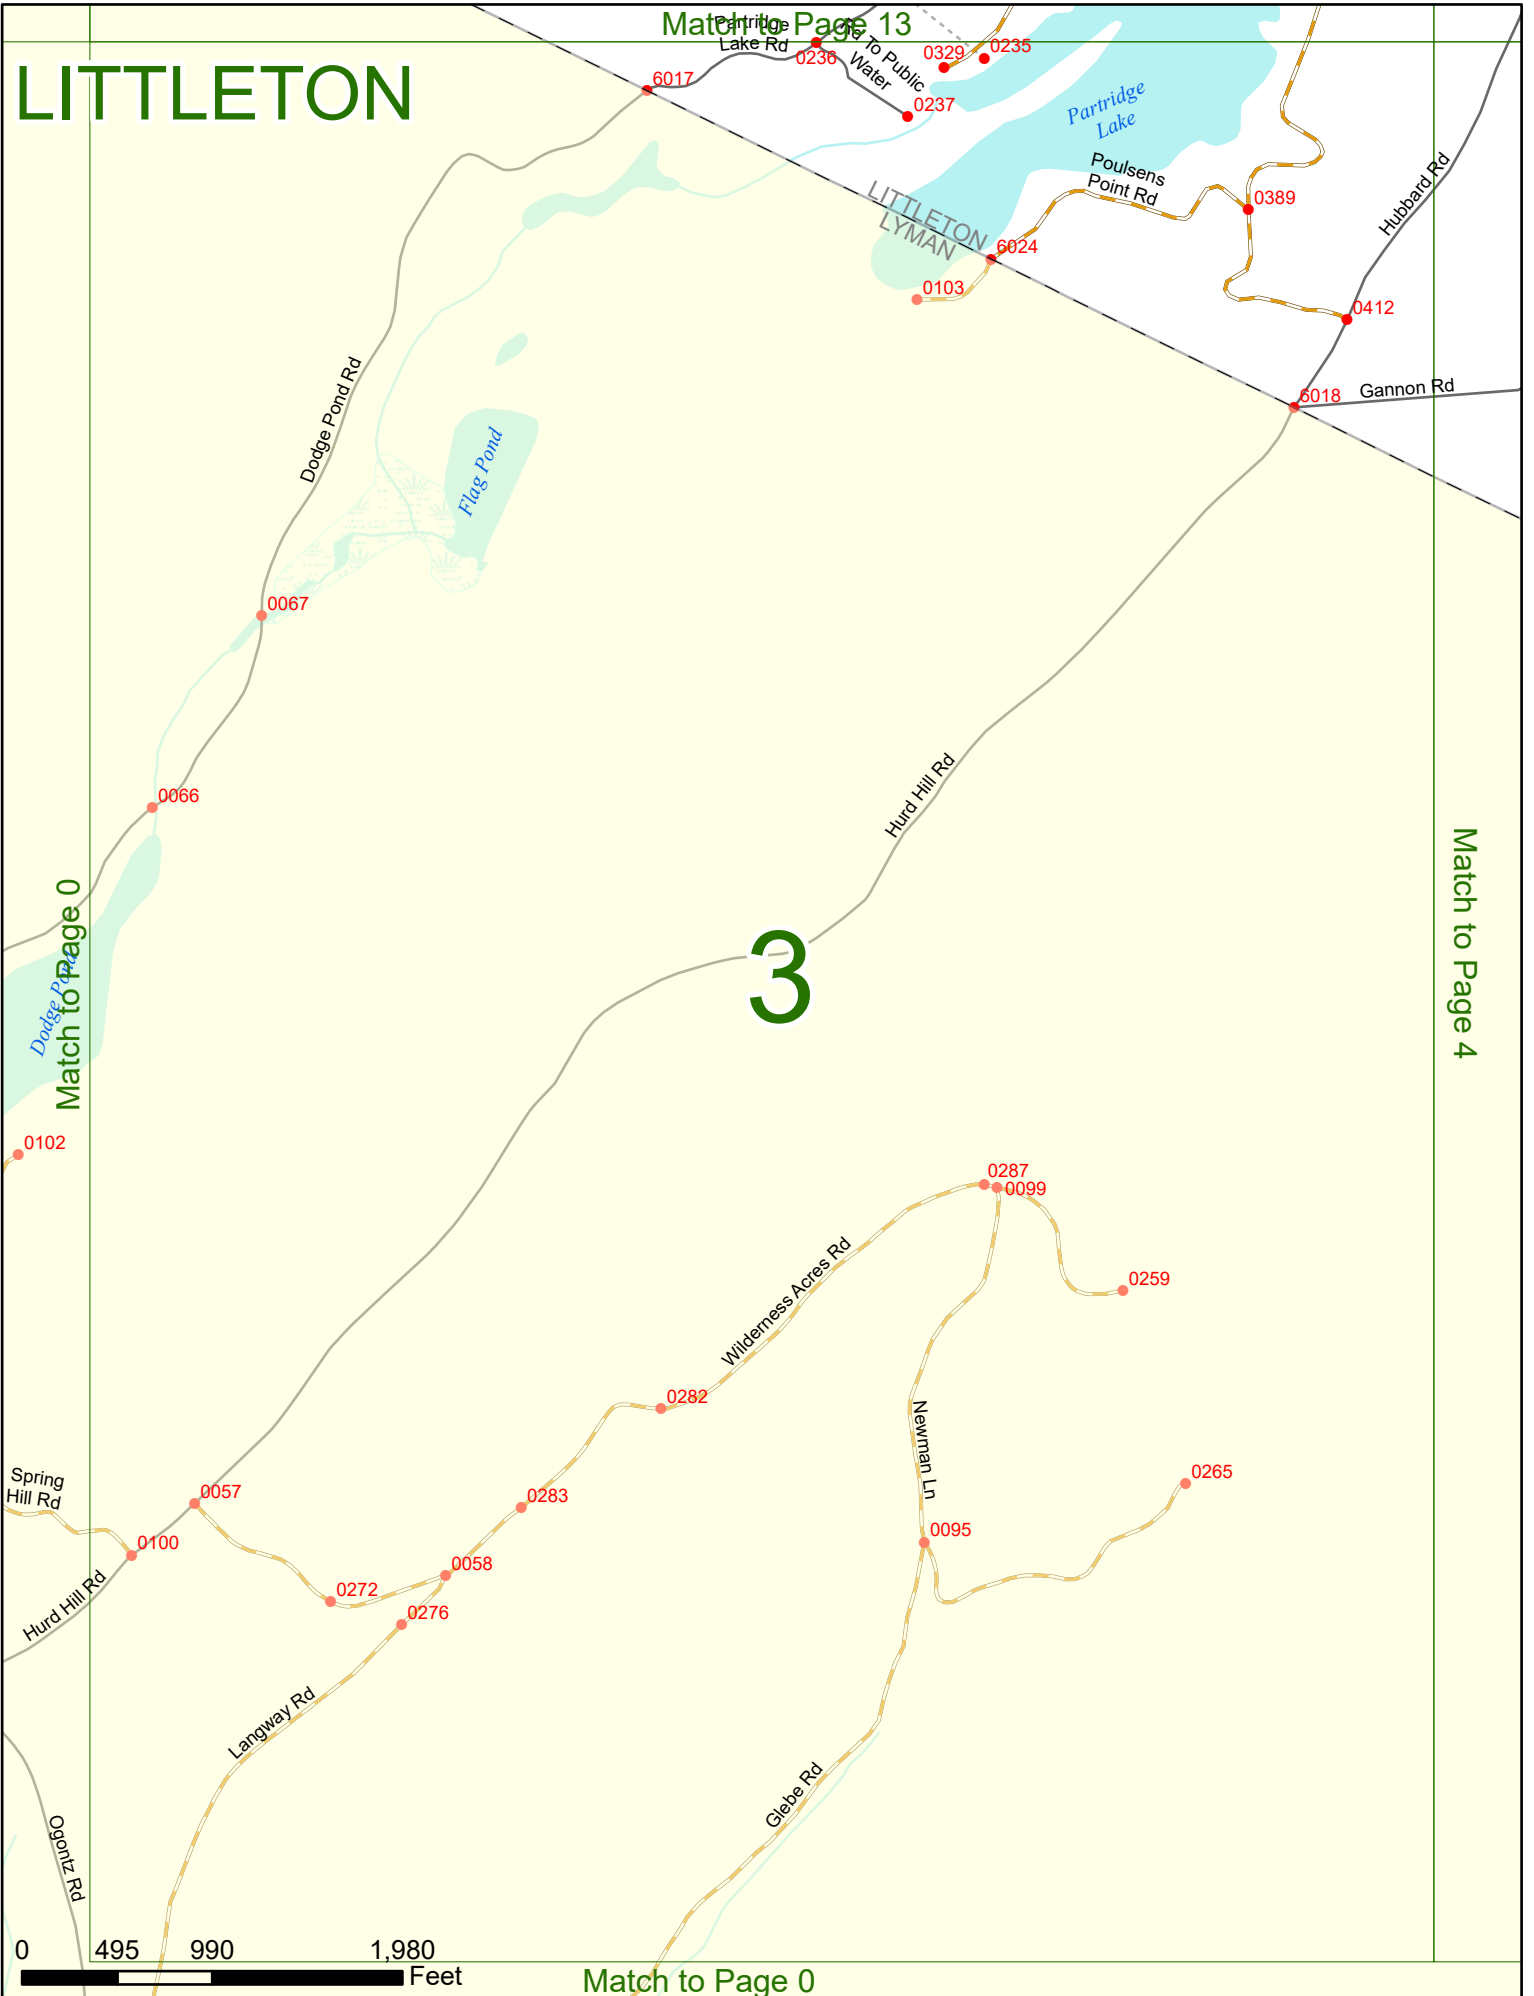 Match to Page 13
LITTLETON
Partridge
Lake Rd
Rd To Public
Water
0236
0329
0235
6017
0237
Partridge
Lake
Poulsens
Point Rd
Hubbard Rd
LITTLETON
LYMAN
0389
6024
0103
0412
6018
Gannon Rd
Dodge Pond Rd
Flag Pond
0067
Hurd Hill Rd
0066
Match to Page 0
Dodge Pond
3
Match to Page 4
0102
0287
0099
Wilderness Acres Rd
0259
0282
Newman Ln
Spring
Hill Rd
0057
0283
0265
0100
0095
0058
0272
0276
Hurd Hill Rd
Langway Rd
Glebe Rd
Ogontz Rd
0 495 990 1,980
Feet
Match to Page 0